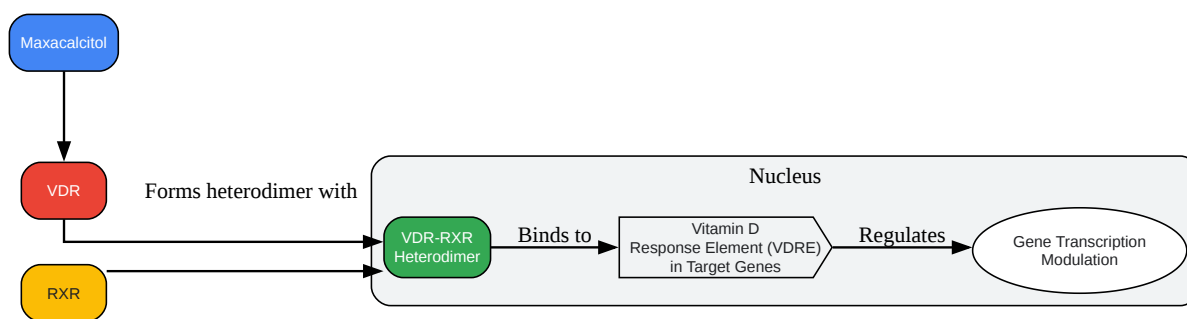 Maxacalcitol
VDR
Forms heterodimer with
RXR
Nucleus
VDR-RXR
Heterodimer
Binds to
Vitamin D
Response Element (VDRE)
in Target Genes
Regulates
Gene Transcription
Modulation